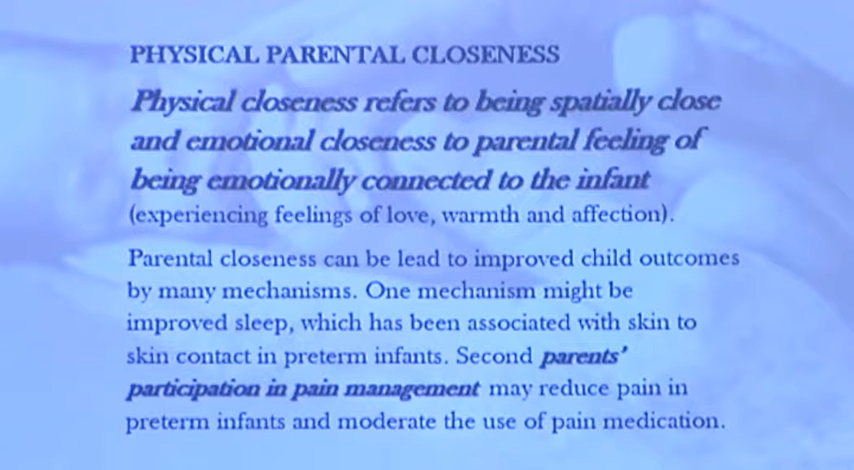 PHYSICAL PARENTAL CLOSENESS
Physical closeness refers to being spatially close
and emotional closeness to parental feeling of
being emotionally connected to the infant
(experiencing feelings of love, warmth and affection).
Parental closeness can be lead to improved child outcomes
by many mechanisms. One mechanism might be
improved sleep, which has been associated with skin to
skin contact in preterm infants. Second parents'
participation in pain management may reduce pain in
preterm infants and moderate the use of pain medication.